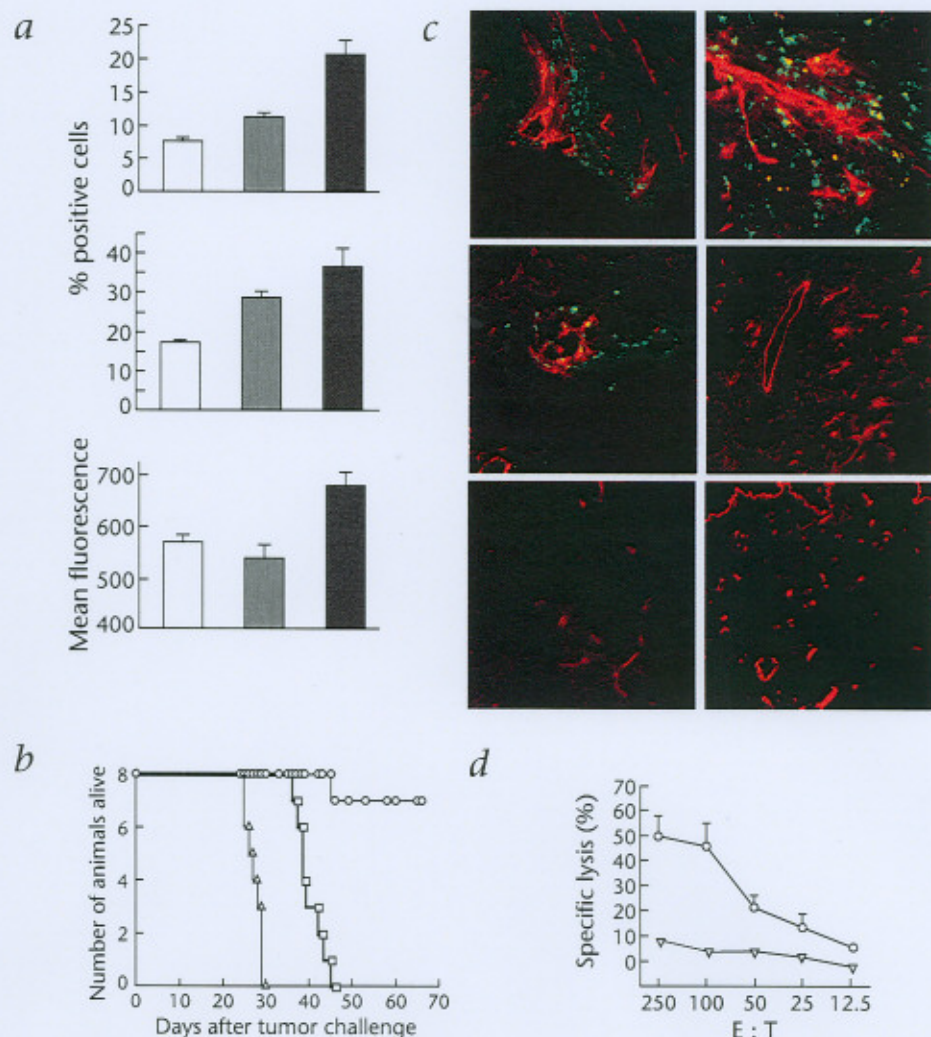 a
25
20
15
10
5
0
40
30
20
10
0
% positive cells
700
600
500
400
Mean fluorescence
c
b
8
6
4
2
0
Number of animals alive
0 10 20 30 40 50 60 70
Days after tumor challenge
d
70
60
50
40
30
20
10
0
Specific lysis (%)
250 100 50 25 12.5
E : T